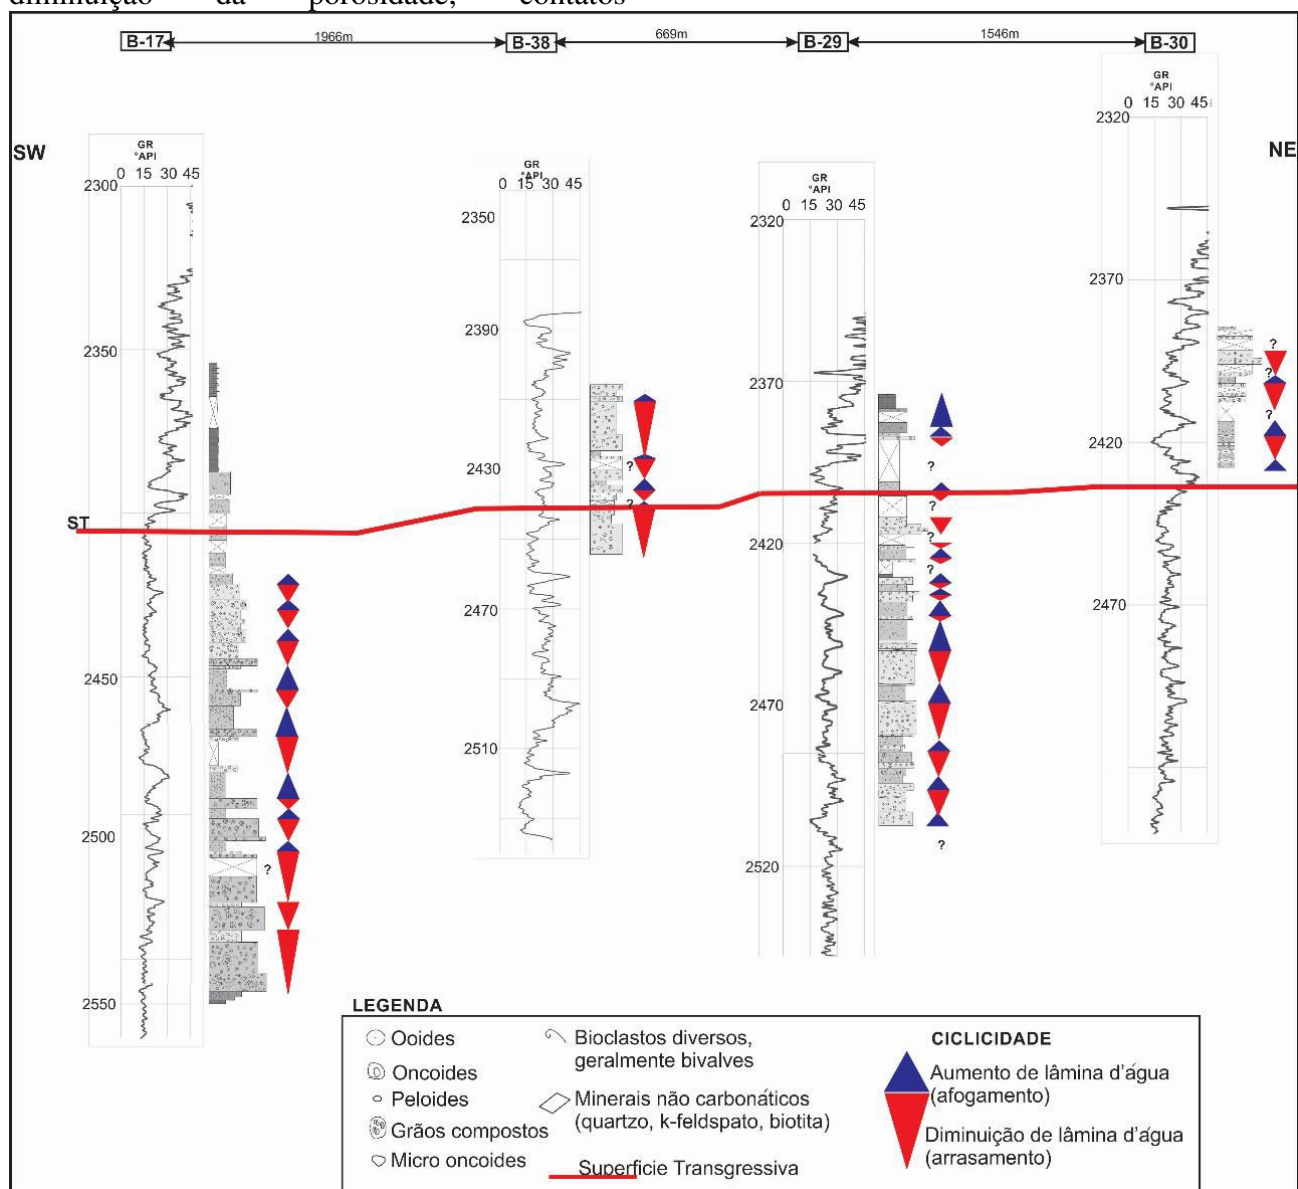 diminuição da porosidade, contatos
B-17 1966m B-38 669m B-29 1546m B-30
SW
NE
GR
°API
0 15 30 45
2300
2350
2450
2500
2550
ST
?
GR
°API
0 15 30 45
2350
2390
2430
2470
2510
?
?
GR
°API
0 15 30 45
2320
2370
2420
2470
2520
?
?
?
?
?
GR
°API
0 15 30 45
2320
2370
2420
2470
?
?
?
LEGENDA
Ooides
Oncoides
Peloides
Grãos compostos
Micro oncoides
Bioclastos diversos,
geralmente bivalves
Minerais não carbonáticos
(quartzo, k-feldspato, biotita)
Superficie Transgressiva
CICLICIDADE
Aumento de lâmina d'água
(afogamento)
Diminuição de lâmina d'água
(arrasamento)